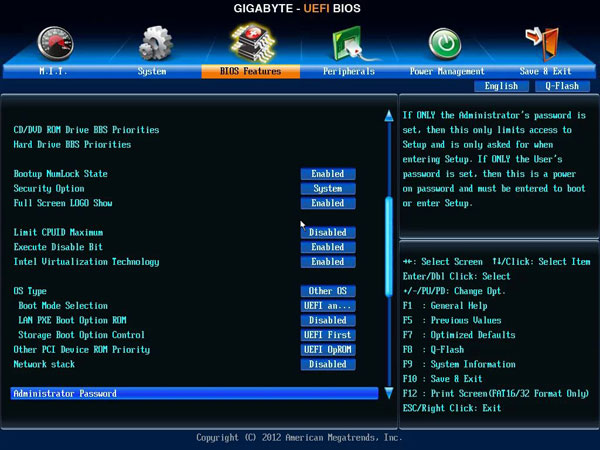 GIGABYTE - UEFI BIOS
M.I.T. System BIOS Features Peripherals Power Management Save & Exit
English Q-Flash
CD/DVD ROM Drive BBS Priorities
Hard Drive BBS Priorities
Bootup NumLock State Enabled
Security Option System
Full Screen LOGO Show Enabled
Limit CPUID Maximum Disabled
Execute Disable Bit Enabled
Intel Virtualization Technology Enabled
OS Type Other OS
Boot Mode Selection UEFI an...
LAN PXE Boot Option ROM Disabled
Storage Boot Option Control UEFI First
Other PCI Device ROM Priority UEFI OpROM
Network stack Disabled
Administrator Password
If ONLY the Administrator's password is
set, then this only limits access to
Setup and is only asked for when
entering Setup. If ONLY the User's
password is set, then this is a power
on password and must be entered to boot
or enter Setup.
→←: Select Screen ↑↓/Click: Select Item
Enter/Dbl Click: Select
+/-/PU/PD: Change Opt.
F1 : General Help
F5 : Previous Values
F7 : Optimized Defaults
F8 : Q-Flash
F9 : System Information
F10 : Save & Exit
F12 : Print Screen(FAT16/32 Format Only)
ESC/Right Click: Exit
Copyright (C) 2012 American Megatrends, Inc.